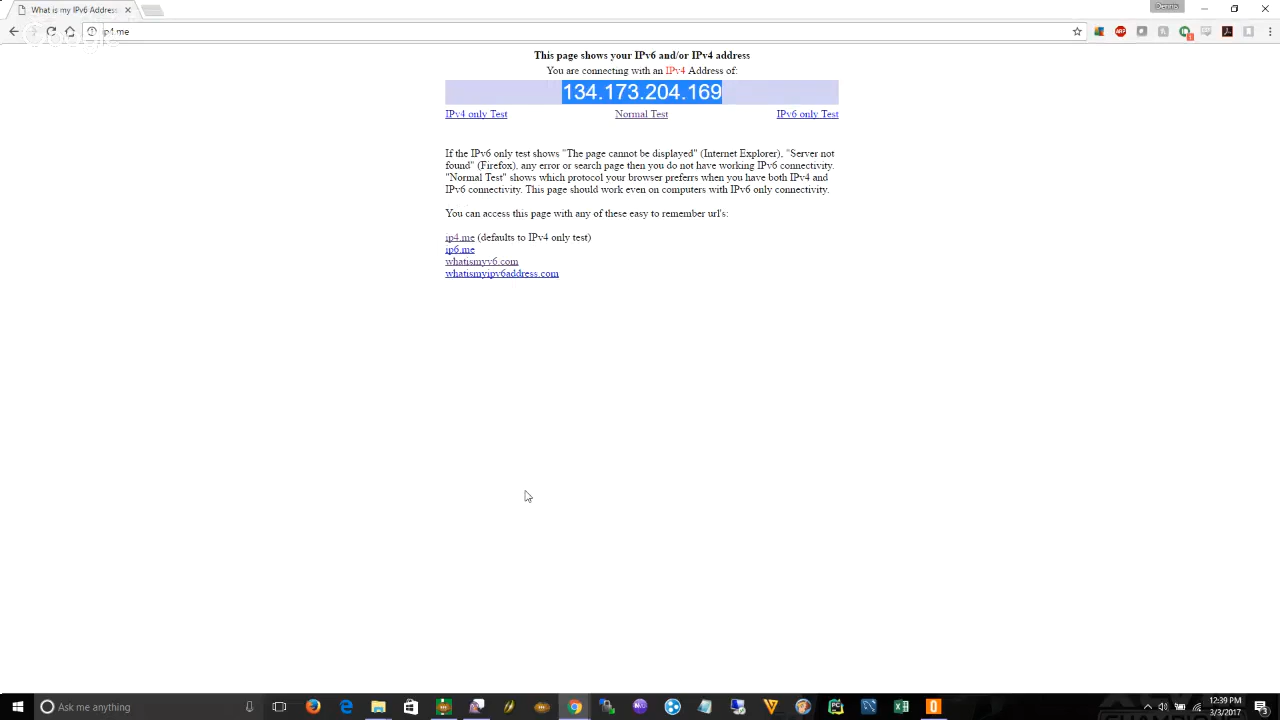 What is my IPv6 Address
Dennis
ip4.me
This page shows your IPv6 and/or IPv4 address
You are connecting with an IPv4 Address of:
134.173.204.169
IPv4 only Test Normal Test IPv6 only Test
If the IPv6 only test shows "The page cannot be displayed" (Internet Explorer), "Server not
found" (Firefox), any error or search page then you do not have working IPv6 connectivity.
"Normal Test" shows which protocol your browser preferrs when you have both IPv4 and
IPv6 connectivity. This page should work even on computers with IPv6 only connectivity.
You can access this page with any of these easy to remember url's:
ip4.me (defaults to IPv4 only test)
ip6.me
whatismyv6.com
whatismyipv6address.com
Ask me anything
12:39 PM
3/3/2017